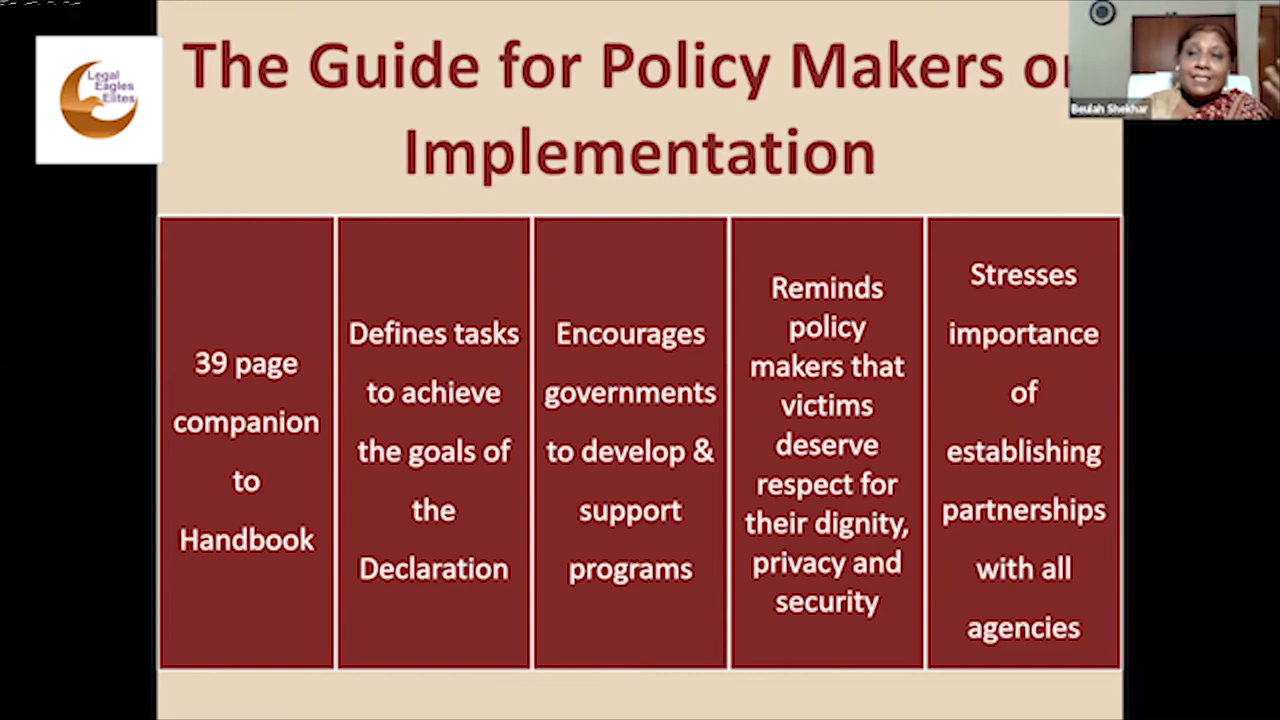 Legal
Eagles
Elites
The Guide for Policy Makers on
Implementation
Beulah Shekhar
39 page
companion
to
Handbook
Defines tasks
to achieve
the goals of
the
Declaration
Encourages
governments
to develop &
support
programs
Reminds
policy
makers that
victims
deserve
respect for
their dignity,
privacy and
security
Stresses
importance
of
establishing
partnerships
with all
agencies